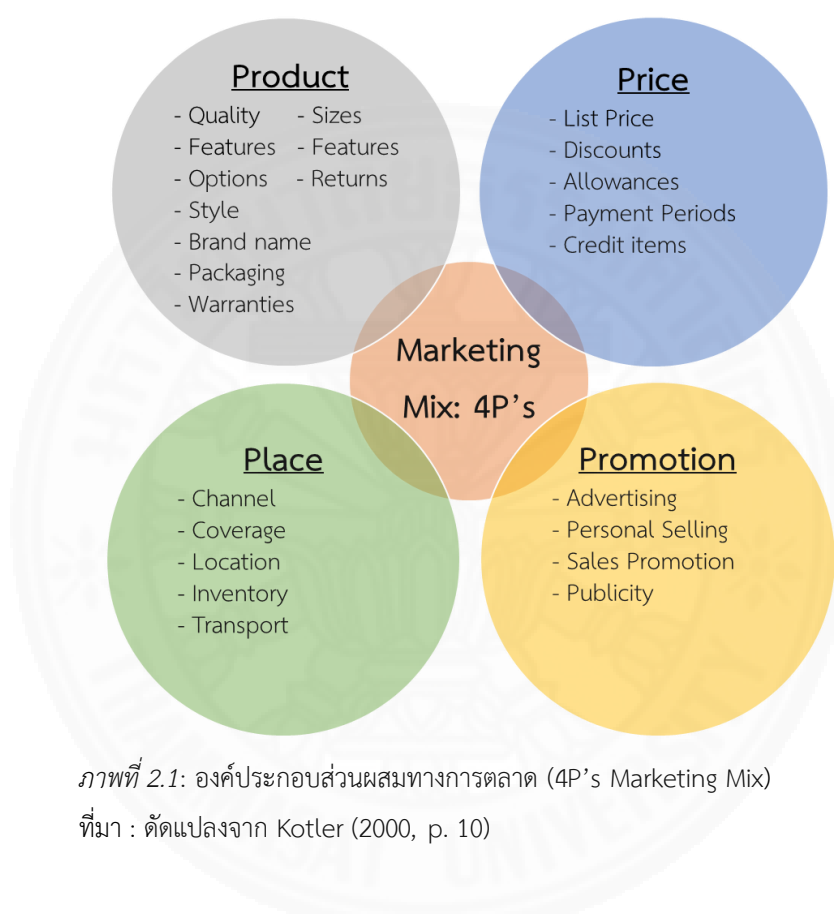 Product
- Quality - Sizes
- Features - Features
- Options - Returns
- Style
- Brand name
- Packaging
- Warranties
Price
- List Price
- Discounts
- Allowances
- Payment Periods
- Credit items
Marketing
Mix: 4P’s
Place
- Channel
- Coverage
- Location
- Inventory
- Transport
Promotion
- Advertising
- Personal Selling
- Sales Promotion
- Publicity
ภาพที่ 2.1: องค์ประกอบส่วนผสมทางการตลาด (4P’s Marketing Mix)
ที่มา : ดัดแปลงจาก Kotler (2000, p. 10)